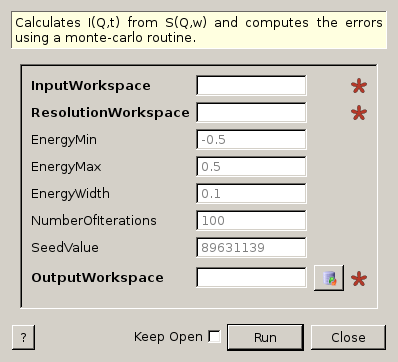 Calculates I(Q,t) from S(Q,w) and computes the errors
using a monte-carlo routine.
InputWorkspace
ResolutionWorkspace
EnergyMin -0.5
EnergyMax 0.5
EnergyWidth 0.1
NumberOfIterations 100
SeedValue 89631139
OutputWorkspace
? Keep Open Run Close